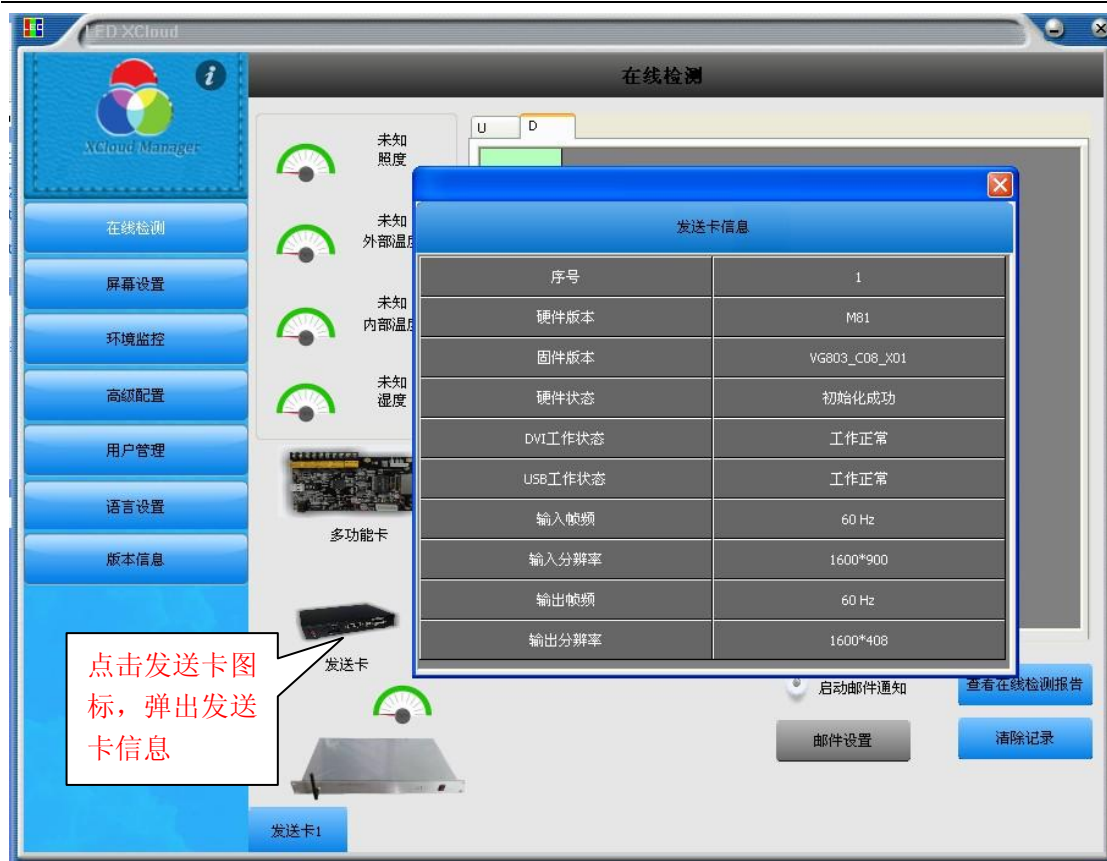 LED XCloud
i
XCloud Manager
在线检测
屏幕设置
环境监控
高级配置
用户管理
语言设置
版本信息
在线检测
未知
照度
未知
外部温度
未知
内部温度
未知
湿度
U D
多功能卡
发送卡
发送卡1
点击发送卡图
标，弹出发送
卡信息
发送卡信息
序号 1
硬件版本 M81
固件版本 VG803_C08_X01
硬件状态 初始化成功
DVI工作状态 工作正常
USB工作状态 工作正常
输入帧频 60 Hz
输入分辨率 1600*900
输出帧频 60 Hz
输出分辨率 1600*408
启动邮件通知
查看在线检测报告
邮件设置
清除记录